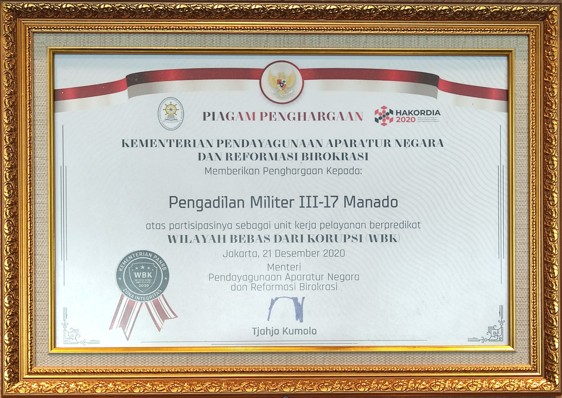 PIAGAM PENGHARGAAN
HAKORDIA
2020
KEMENTERIAN PENDAYAGUNAAN APARATUR NEGARA
DAN REFORMASI BIROKRASI
Memberikan Penghargaan Kepada:
Pengadilan Militer III-17 Manado
atas partisipasinya sebagai unit kerja pelayanan berpredikat
WILAYAH BEBAS DARI KORUPSI (WBK)
Jakarta, 21 Desember 2020
Menteri
Pendayagunaan Aparatur Negara
dan Reformasi Birokrasi
Tjahjo Kumolo
KEMENTERIAN PANRB
WBK